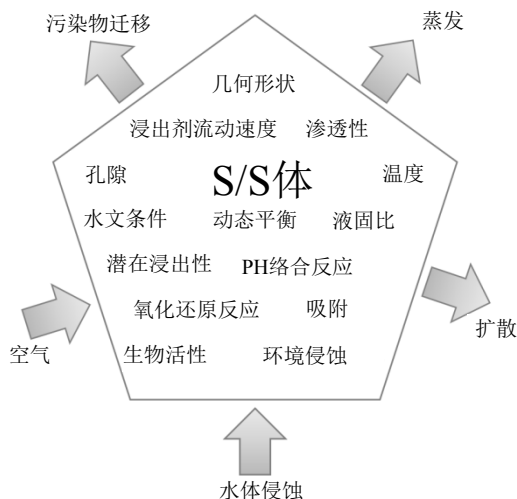 污染物迁移
蒸发
几何形状
浸出剂流动速度 渗透性
孔隙 S/S体 温度
水文条件 动态平衡 液固比
潜在浸出性 PH络合反应
氧化还原反应 吸附
扩散
空气 生物活性 环境侵蚀
水体侵蚀